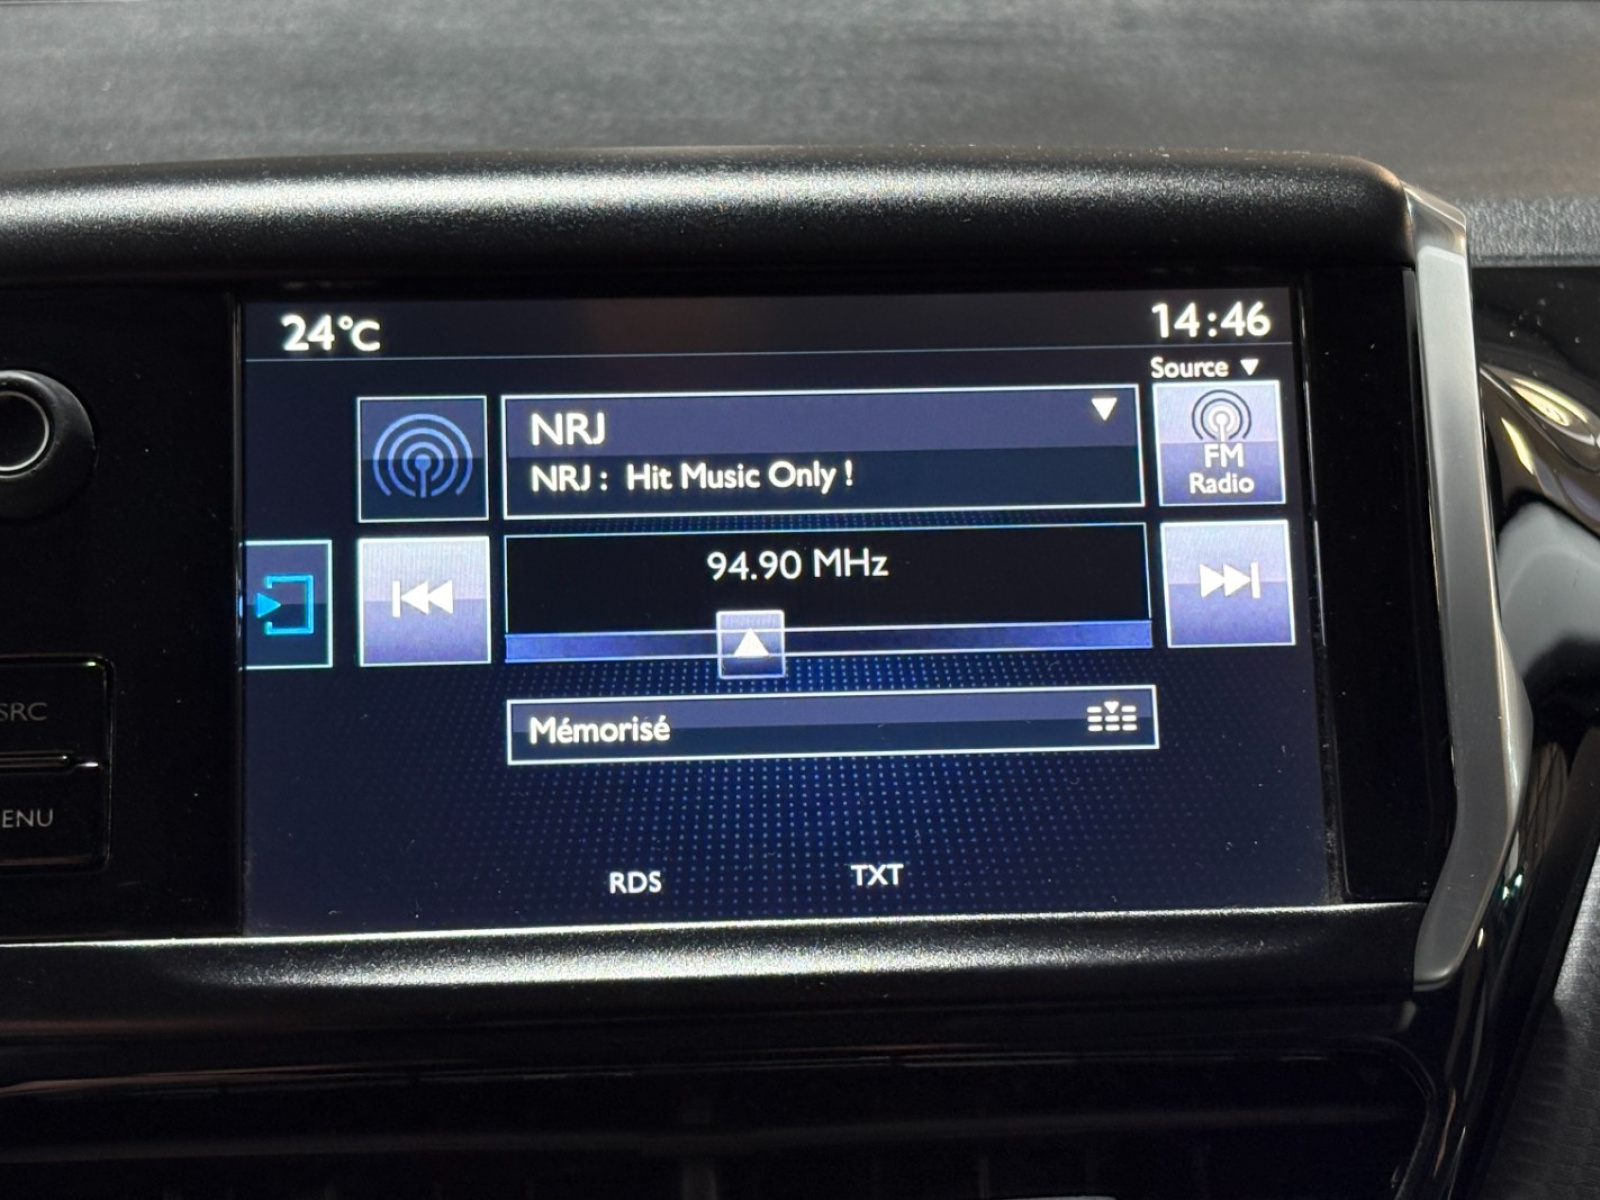 24°C
14:46
Source
NRJ
NRJ : Hit Music Only !
FM
Radio
94.90 MHz
SRC
Mémorisé
ENU
RDS
TXT